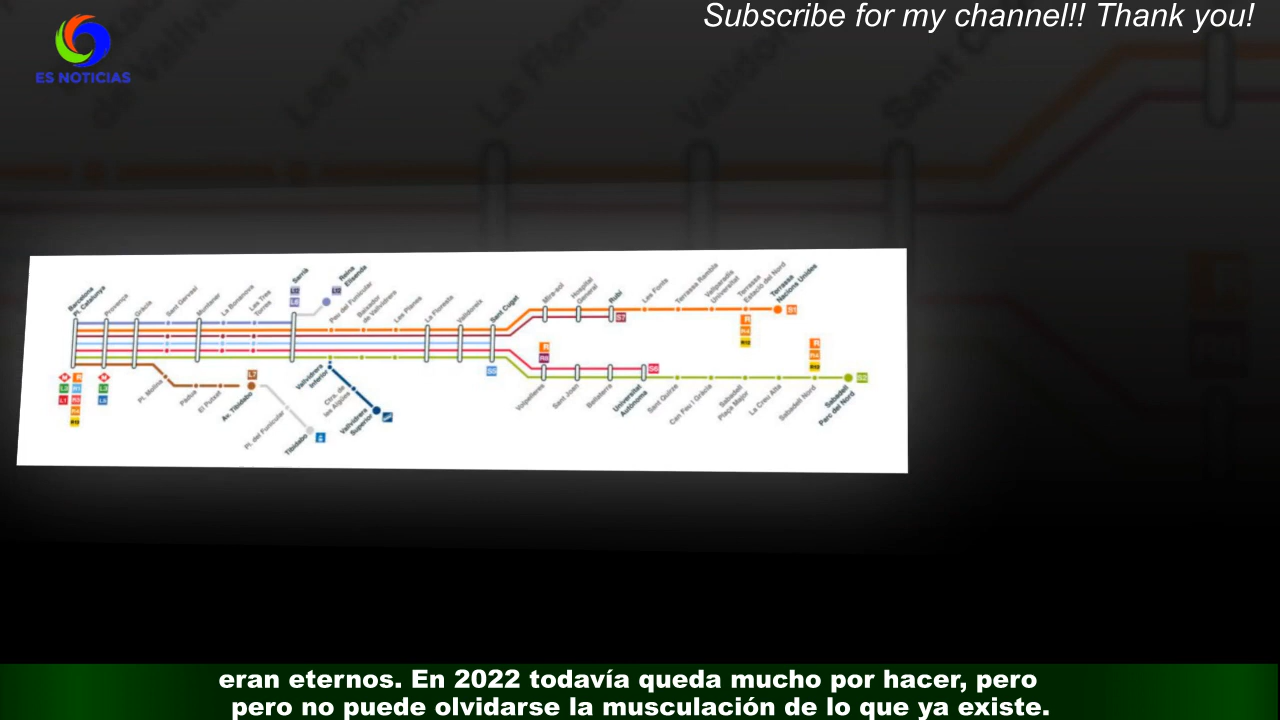 Subscribe for my channel!! Thank you!
ES NOTICIAS
Barcelona
Pl. Catalunya
Provença
Gràcia
Sant Gervasi
Muntaner
La Bonanova
Les Tres
Torres
Sarrià
Reina
Elisenda
Peu del Funicular
Baixador
de Vallvidrera
Les Planes
La Floresta
Valldoreix
Sant Cugat
Mira-sol
Hospital
General
Rubí
Les Fonts
Terrassa Rambla
Vallparadís
Universitat
Terrassa
Estació del Nord
Terrassa
Nacions Unides
S1
S7
L7
Pl. Molina
Pàdua
El Putxet
Av. Tibidabo
Pl. del Funicular
Tibidabo
Vallvidrera
Inferior
Ctra.
de les Aigües
Vallvidrera
Superior
S5
Volpelleres
Sant Joan
Bellaterra
Universitat
Autònoma
S6
Sant Quirze
Can Feu | Gràcia
Sabadell
Plaça Major
La Creu Alta
Sabadell Nord
Sabadell
Parc del Nord
S2
eran eternos. En 2022 todavía queda mucho por hacer, pero
pero no puede olvidarse la musculación de lo que ya existe.